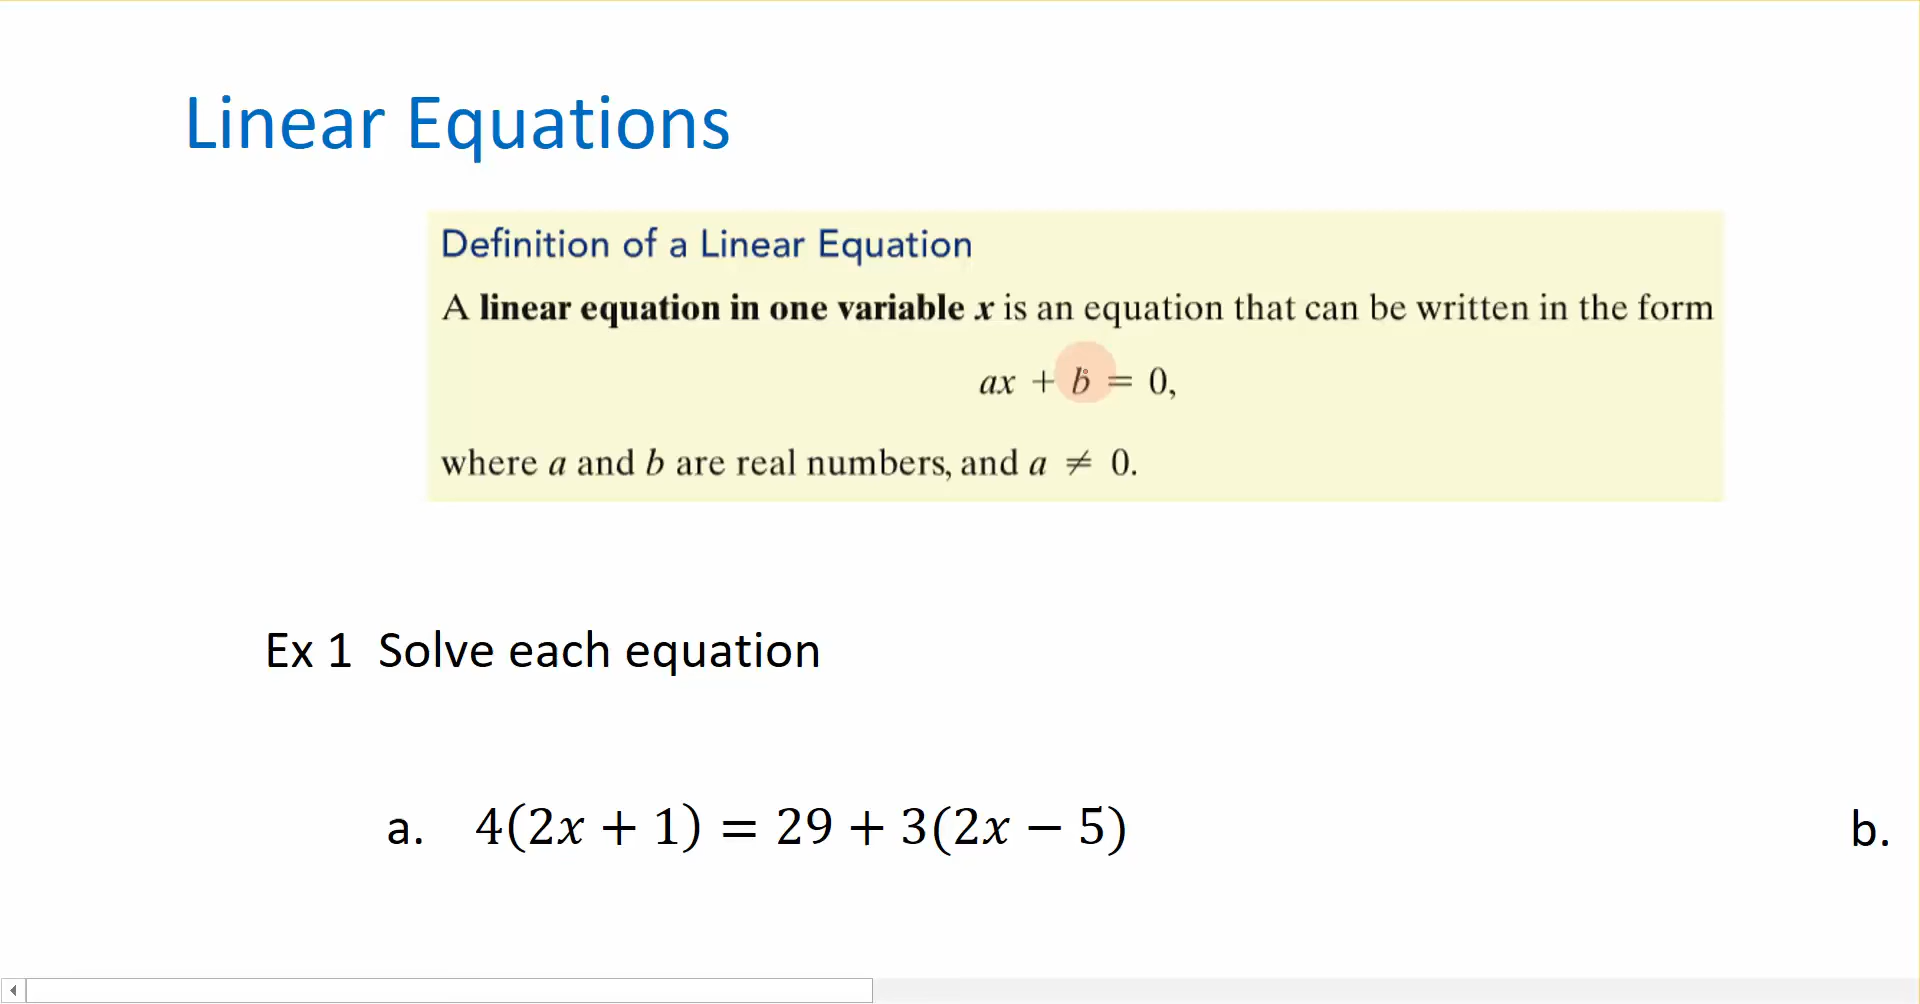 Linear Equations
Definition of a Linear Equation
A linear equation in one variable x is an equation that can be written in the form
ax + b = 0,
where a and b are real numbers, and a ≠ 0.
Ex 1  Solve each equation
a.  4(2x + 1) = 29 + 3(2x − 5)  b.